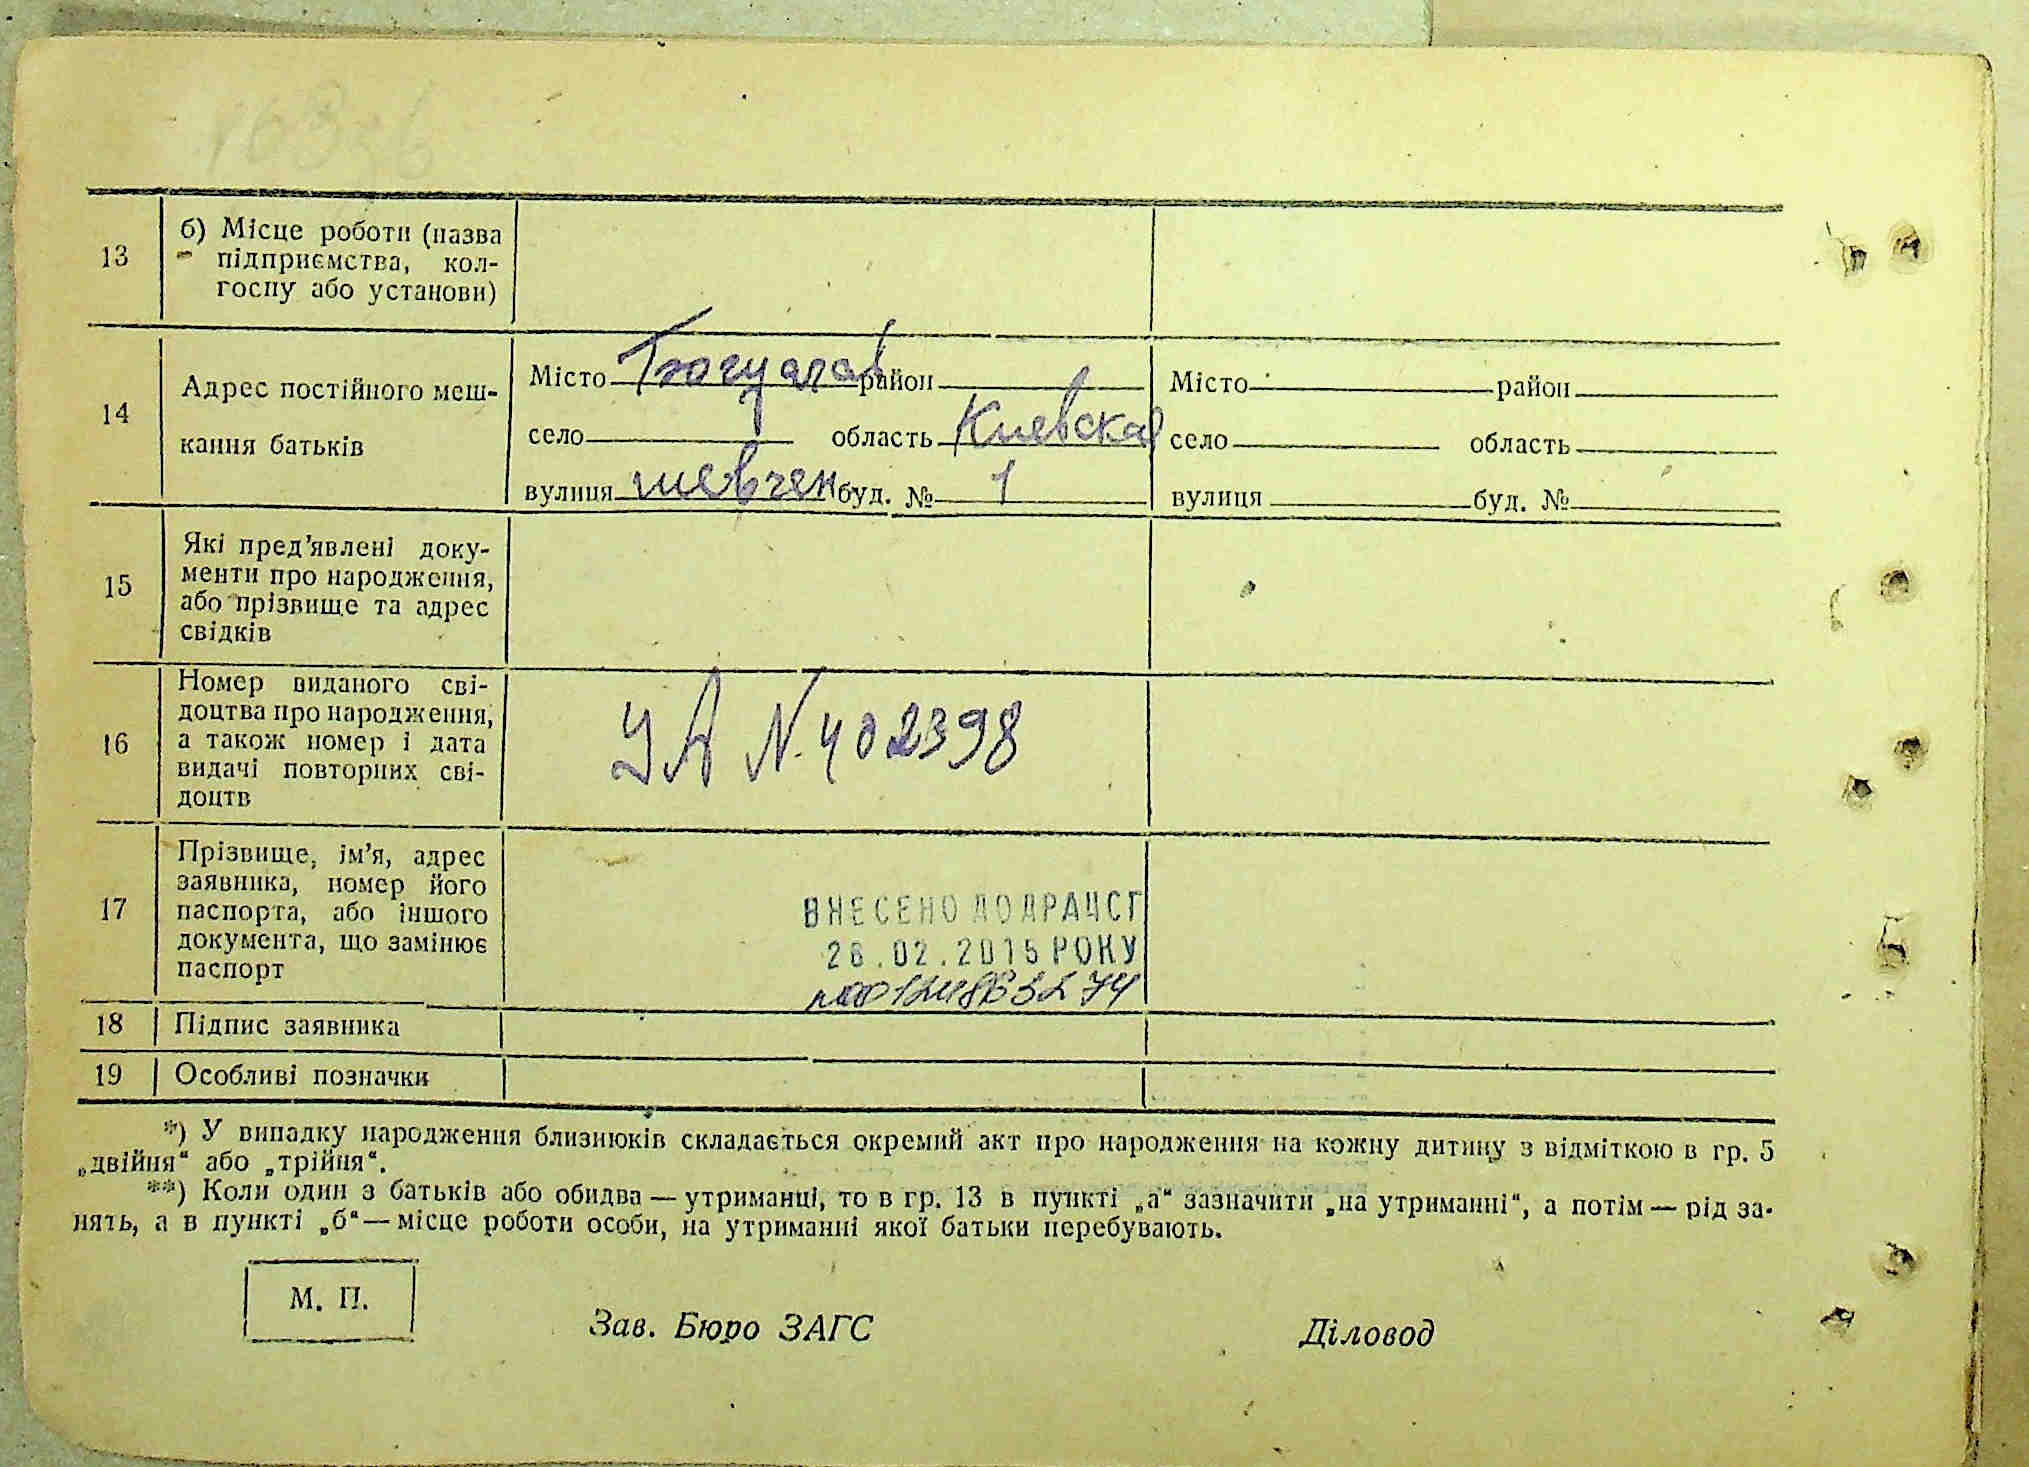 13
б) Місце роботи (назва
підприємства, кол-
госпу або установи)
14
Адрес постійного меш-
кання батьків
Місто Богуслав район
село область Киевская
вулиця шевчен буд. № 1
Місто район
село область
вулиця буд. №
15
Які пред’явлені доку-
менти про народження,
або прізвище та адрес
свідків
16
Номер виданого сві-
доцтва про народження,
а також номер і дата
видачі повторних сві-
доцтв
УА N. 402398
17
Прізвище, ім’я, адрес
заявника, номер його
паспорта, або іншого
документа, що замінює
паспорт
ВНЕСЕНО ДО ДРАЦСГ
26.02.2015 РОКУ
18 Підпис заявника
19 Особливі позначки
*) У випадку народження близнюків складається окремий акт про народження на кожну дитину з відміткою в гр. 5
„двійня“ або „трійня“.
**) Коли один з батьків або обидва — утриманці, то в гр. 13 в пункті „а“ зазначити „на утриманні“, а потім — рід за-
нять, а в пункті „б“ — місце роботи особи, на утриманні якої батьки перебувають.
М. П.
Зав. Бюро ЗАГС
Діловод